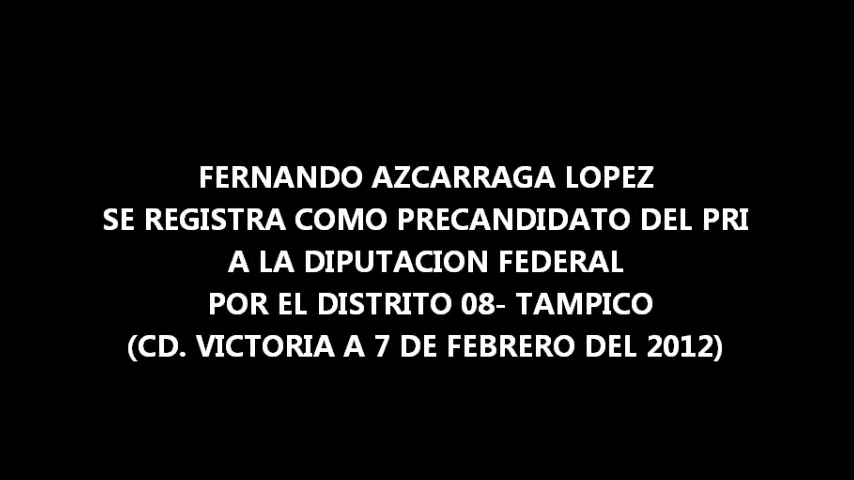 FERNANDO AZCARRAGA LOPEZ
SE REGISTRA COMO PRECANDIDATO DEL PRI
A LA DIPUTACION FEDERAL
POR EL DISTRITO 08- TAMPICO
(CD. VICTORIA A 7 DE FEBRERO DEL 2012)